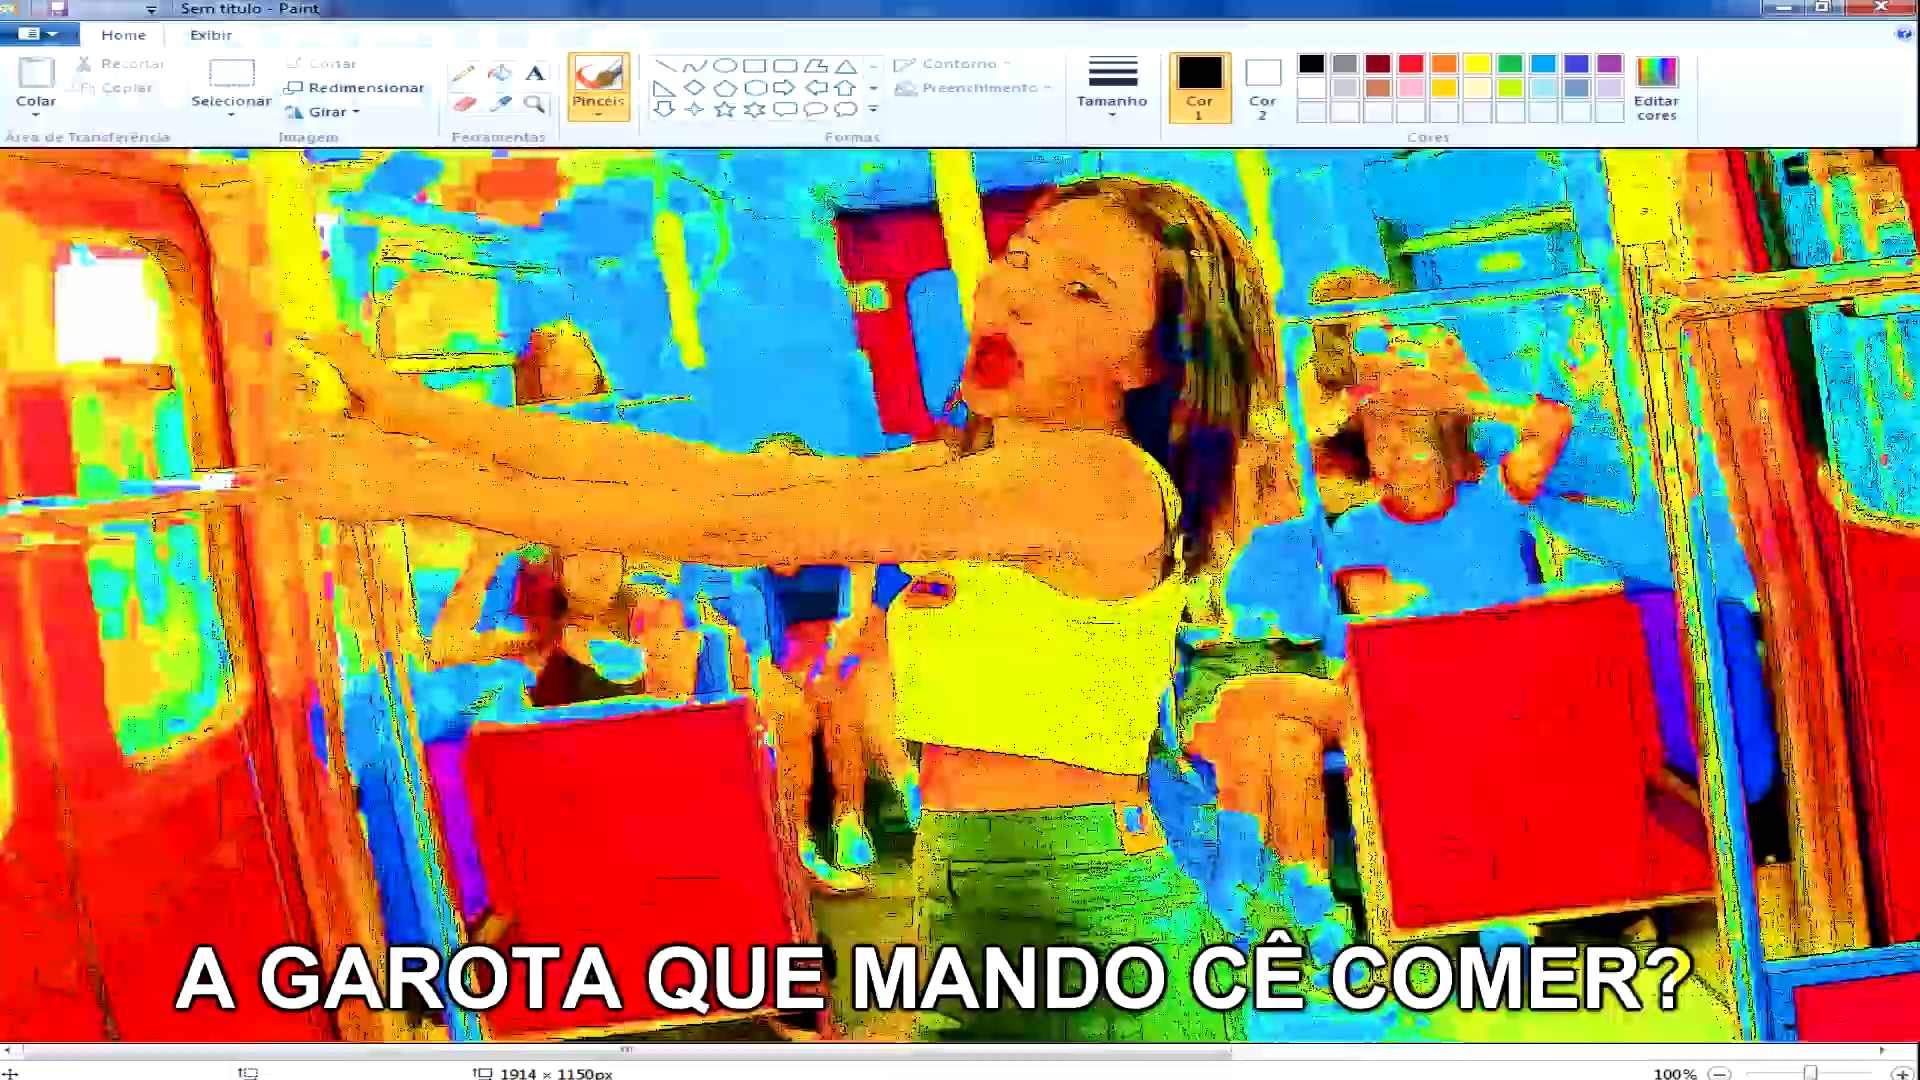 Sem título - Paint
Home Exibir
Colar
Recortar
Copiar
Área de Transferência
Selecionar
Cortar
Redimensionar
Girar
Imagem
A
Ferramentas
Pincéis
Contorno
Preenchimento
Formas
Tamanho
Cor
1
Cor
2
Editar
cores
Cores
A GAROTA QUE MANDO CÊ COMER?
1914 × 1150px
100%